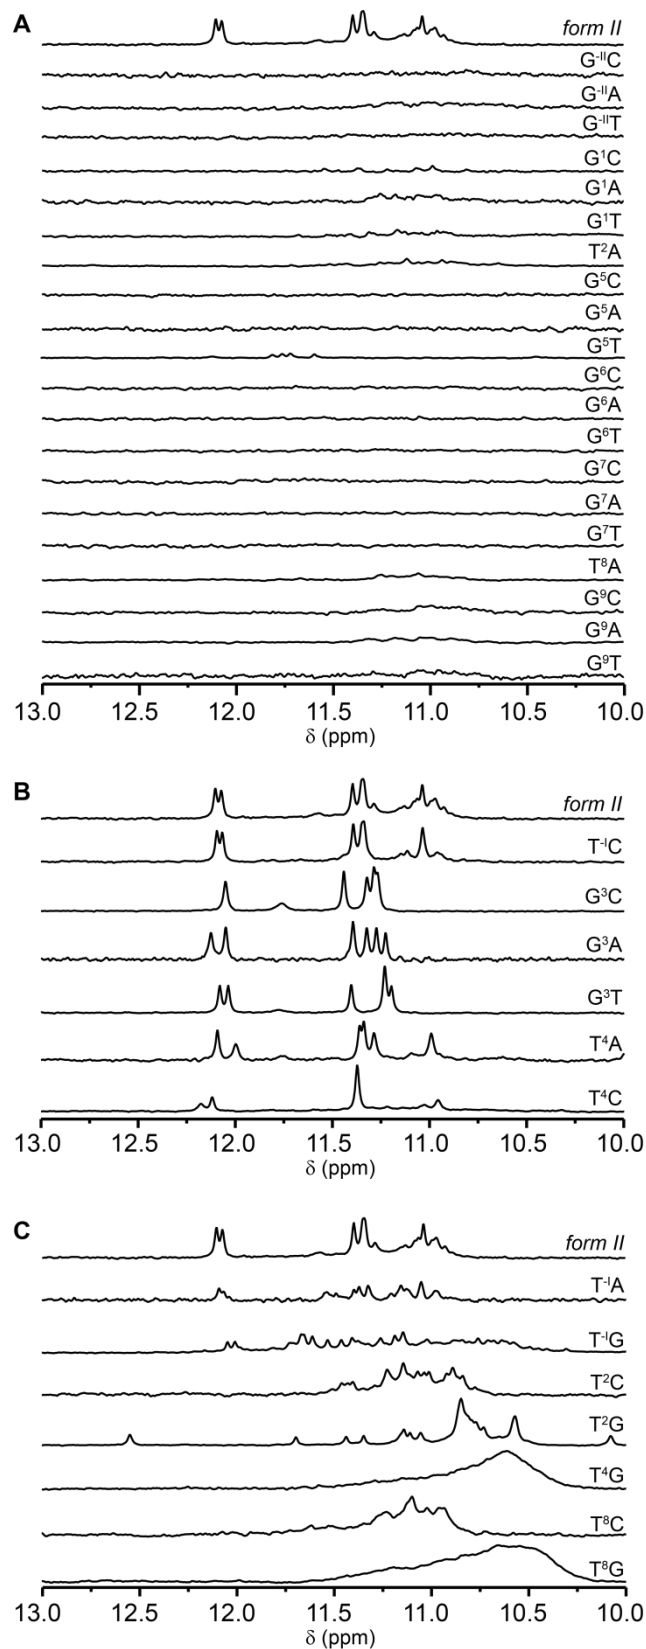 A
form II
G⁻ᴵᴵC
G⁻ᴵᴵA
G⁻ᴵᴵT
G¹C
G¹A
G¹T
T²A
G⁵C
G⁵A
G⁵T
G⁶C
G⁶A
G⁶T
G⁷C
G⁷A
G⁷T
T⁸A
G⁹C
G⁹A
G⁹T
13.0 12.5 12.0 11.5 11.0 10.5 10.0
δ (ppm)
B
form II
T⁻ᴵC
G³C
G³A
G³T
T⁴A
T⁴C
13.0 12.5 12.0 11.5 11.0 10.5 10.0
δ (ppm)
C
form II
T⁻ᴵA
T⁻ᴵG
T²C
T²G
T⁴G
T⁸C
T⁸G
13.0 12.5 12.0 11.5 11.0 10.5 10.0
δ (ppm)